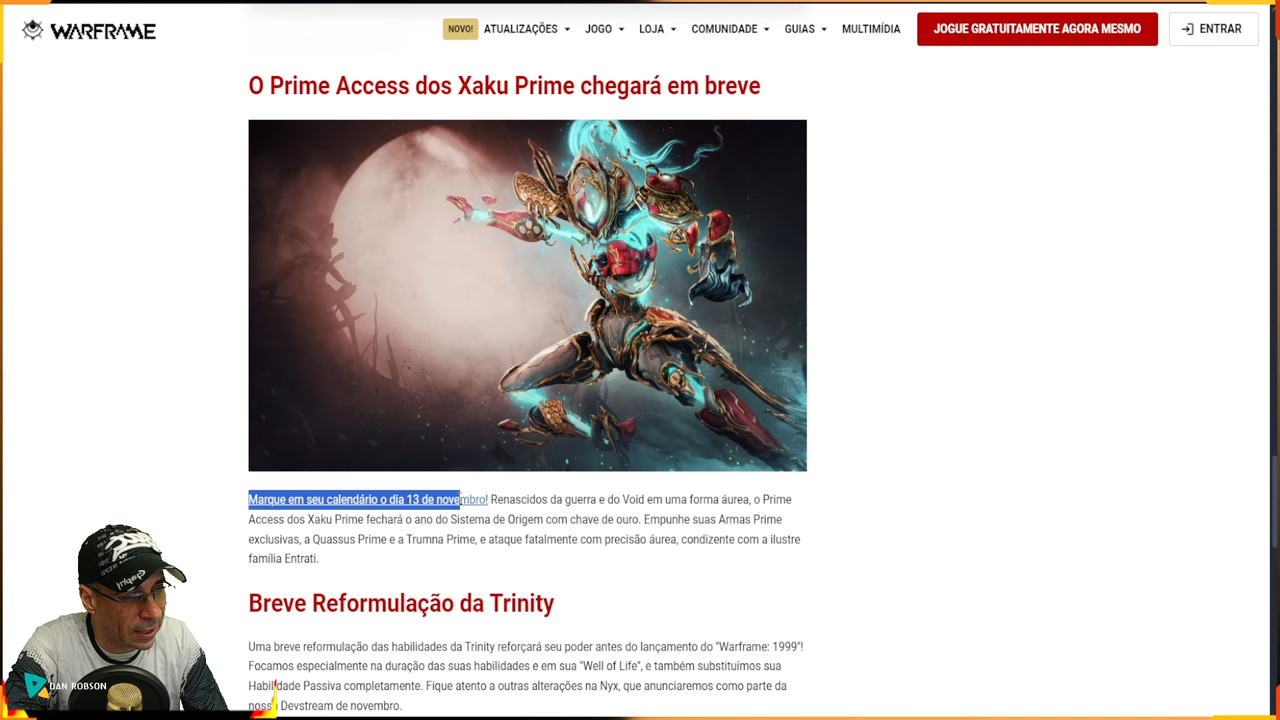 WARFRAME
NOVO! ATUALIZAÇÕES JOGO LOJA COMUNIDADE GUIAS MULTIMÍDIA JOGUE GRATUITAMENTE AGORA MESMO ENTRAR
O Prime Access dos Xaku Prime chegará em breve
Marque em seu calendário o dia 13 de novembro! Renascidos da guerra e do Void em uma forma áurea, o Prime
Access dos Xaku Prime fechará o ano do Sistema de Origem com chave de ouro. Empunhe suas Armas Prime
exclusivas, a Quassus Prime e a Trumna Prime, e ataque fatalmente com precisão áurea, condizente com a ilustre
família Entrati.
Breve Reformulação da Trinity
Uma breve reformulação das habilidades da Trinity reforçará seu poder antes do lançamento do "Warframe: 1999"!
Focamos especialmente na duração das suas habilidades e em sua "Well of Life", e também substituímos sua
Habilidade Passiva completamente. Fique atento a outras alterações na Nyx, que anunciaremos como parte da
nossa Devstream de novembro.
DAN ROBSON